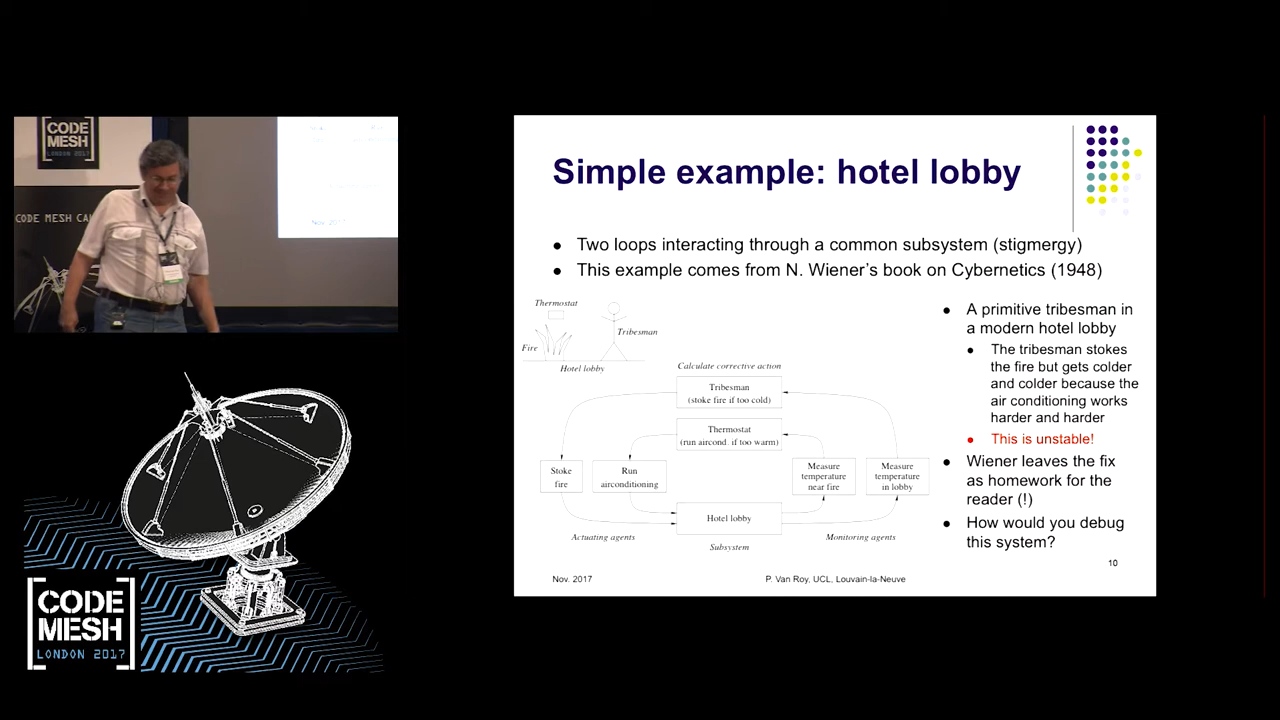 CODE
MESH
LONDON 2017
CODE MESH CA
Nov. 2017
[CODE
MESH]
LONDON 2017
Simple example: hotel lobby
● Two loops interacting through a common subsystem (stigmergy)
● This example comes from N. Wiener's book on Cybernetics (1948)
Thermostat
Tribesman
Fire
Hotel lobby
Calculate corrective action
Tribesman
(stoke fire if too cold)
Thermostat
(run aircond. if too warm)
Stoke
fire
Run
airconditioning
Measure
temperature
near fire
Measure
temperature
in lobby
Hotel lobby
Actuating agents
Subsystem
Monitoring agents
● A primitive tribesman in
a modern hotel lobby
● The tribesman stokes
the fire but gets colder
and colder because the
air conditioning works
harder and harder
● This is unstable!
● Wiener leaves the fix
as homework for the
reader (!)
● How would you debug
this system?
10
Nov. 2017
P. Van Roy, UCL, Louvain-la-Neuve